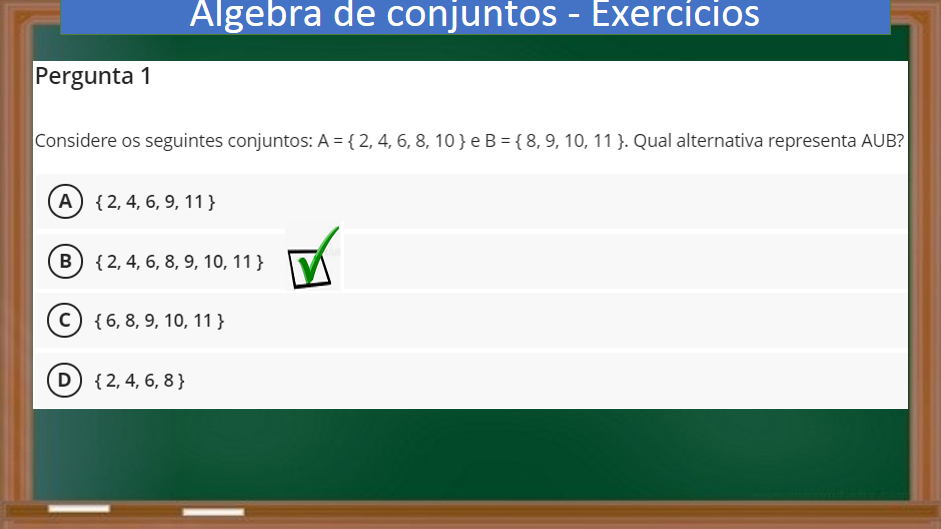 Álgebra de conjuntos - Exercícios
Pergunta 1
Considere os seguintes conjuntos: A = { 2, 4, 6, 8, 10 } e B = { 8, 9, 10, 11 }. Qual alternativa representa AUB?
A { 2, 4, 6, 9, 11 }
B { 2, 4, 6, 8, 9, 10, 11 }
C { 6, 8, 9, 10, 11 }
D { 2, 4, 6, 8 }